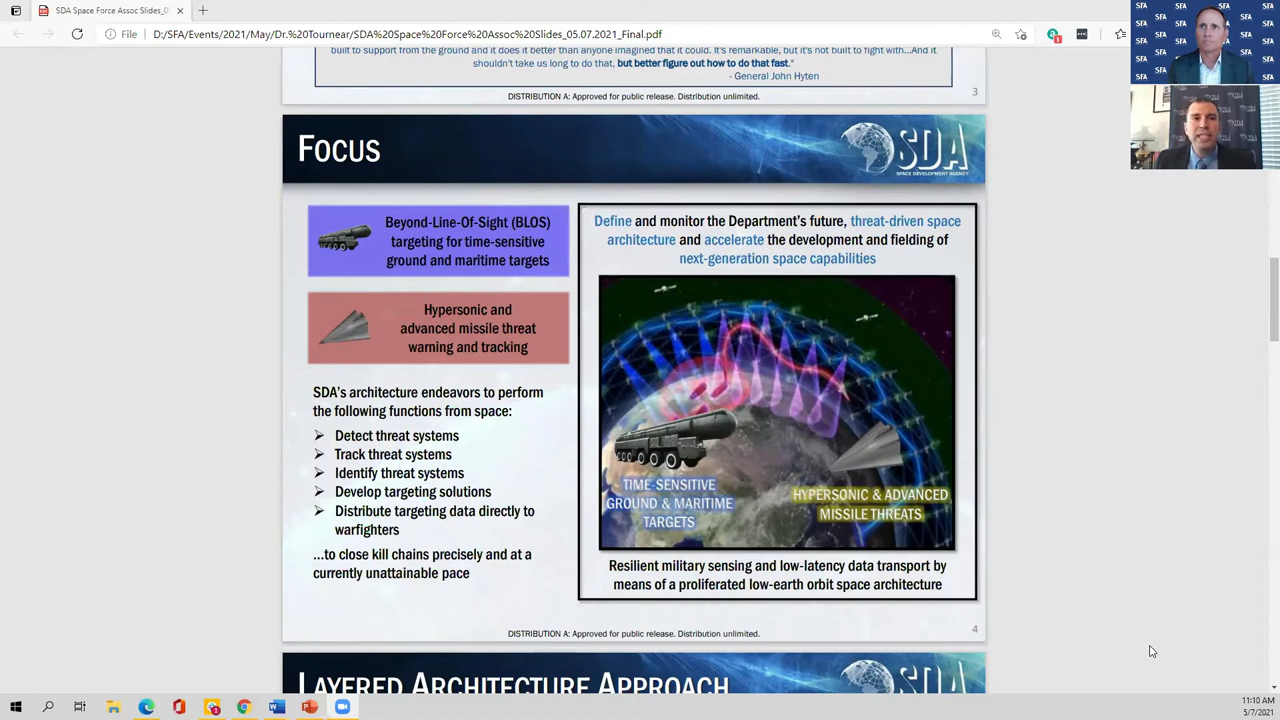 SDA Space Force Assoc Slides_0
File
D:/SFA/Events/2021/May/Dr.%20Tournear/SDA%20Space%20Force%20Assoc%20Slides_05.07.2021_Final.pdf
built to support from the ground and it does it better than anyone imagined that it could. It's remarkable, but it's not built to fight with...And it
shouldn't take us long to do that, but better figure out how to do that fast."
- General John Hyten
DISTRIBUTION A: Approved for public release. Distribution unlimited.
3
FOCUS
SDA
SPACE DEVELOPMENT AGENCY
Beyond-Line-Of-Sight (BLOS)
targeting for time-sensitive
ground and maritime targets
Hypersonic and
advanced missile threat
warning and tracking
SDA's architecture endeavors to perform
the following functions from space:
Detect threat systems
Track threat systems
Identify threat systems
Develop targeting solutions
Distribute targeting data directly to
warfighters
...to close kill chains precisely and at a
currently unattainable pace
Define and monitor the Department's future, threat-driven space
architecture and accelerate the development and fielding of
next-generation space capabilities
TIME-SENSITIVE
GROUND & MARITIME
TARGETS
HYPERSONIC & ADVANCED
MISSILE THREATS
Resilient military sensing and low-latency data transport by
means of a proliferated low-earth orbit space architecture
DISTRIBUTION A: Approved for public release. Distribution unlimited.
4
LAYERED ARCHITECTURE APPROACH
SDA
11:10 AM
5/7/2021
SFA
SFA
SFA
SFA
SFA
SFA